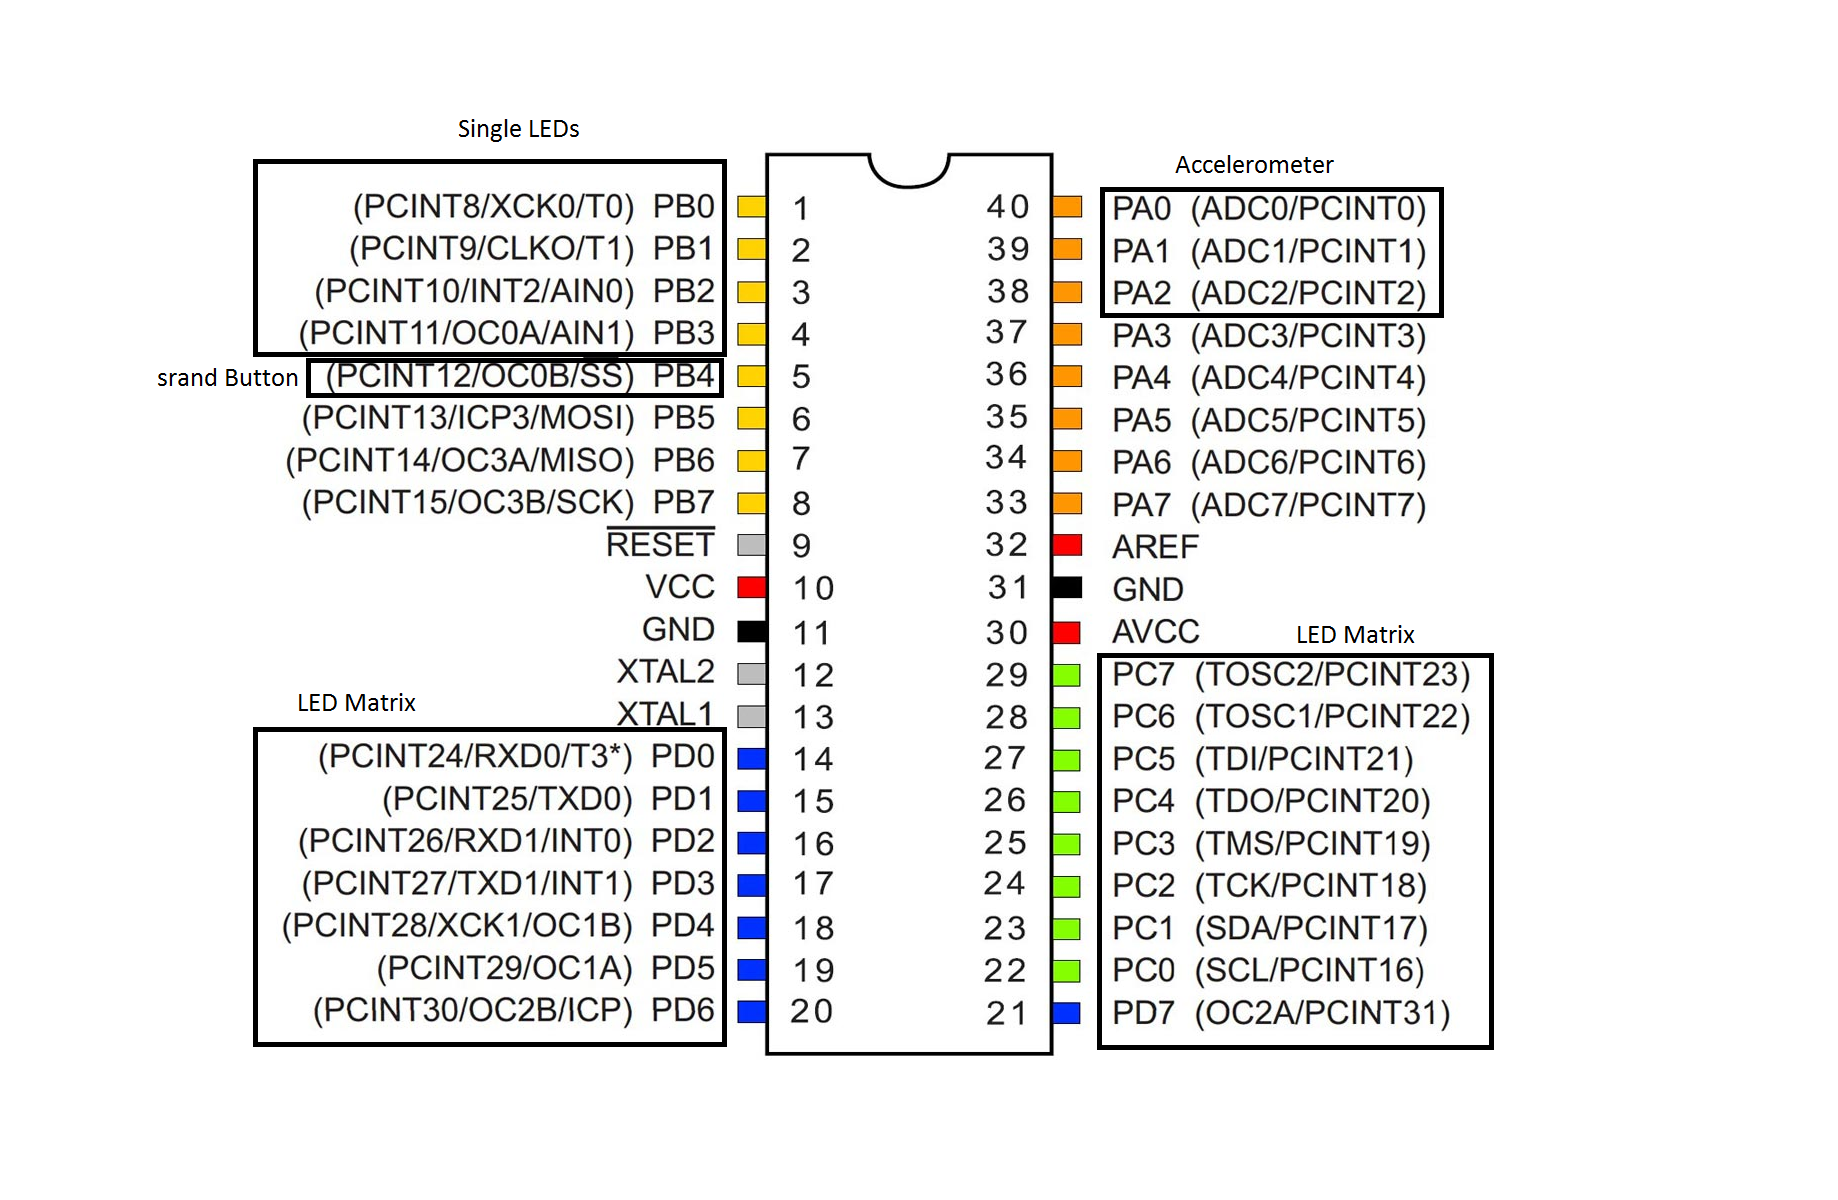 Single LEDs
Accelerometer
(PCINT8/XCK0/T0) PB0 1 40 PA0 (ADC0/PCINT0)
(PCINT9/CLKO/T1) PB1 2 39 PA1 (ADC1/PCINT1)
(PCINT10/INT2/AIN0) PB2 3 38 PA2 (ADC2/PCINT2)
(PCINT11/OC0A/AIN1) PB3 4 37 PA3 (ADC3/PCINT3)
srand Button (PCINT12/OC0B/SS) PB4 5 36 PA4 (ADC4/PCINT4)
(PCINT13/ICP3/MOSI) PB5 6 35 PA5 (ADC5/PCINT5)
(PCINT14/OC3A/MISO) PB6 7 34 PA6 (ADC6/PCINT6)
(PCINT15/OC3B/SCK) PB7 8 33 PA7 (ADC7/PCINT7)
RESET 9 32 AREF
VCC 10 31 GND
GND 11 30 AVCC LED Matrix
XTAL2 12 29 PC7 (TOSC2/PCINT23)
LED Matrix
XTAL1 13 28 PC6 (TOSC1/PCINT22)
(PCINT24/RXD0/T3*) PD0 14 27 PC5 (TDI/PCINT21)
(PCINT25/TXD0) PD1 15 26 PC4 (TDO/PCINT20)
(PCINT26/RXD1/INT0) PD2 16 25 PC3 (TMS/PCINT19)
(PCINT27/TXD1/INT1) PD3 17 24 PC2 (TCK/PCINT18)
(PCINT28/XCK1/OC1B) PD4 18 23 PC1 (SDA/PCINT17)
(PCINT29/OC1A) PD5 19 22 PC0 (SCL/PCINT16)
(PCINT30/OC2B/ICP) PD6 20 21 PD7 (OC2A/PCINT31)